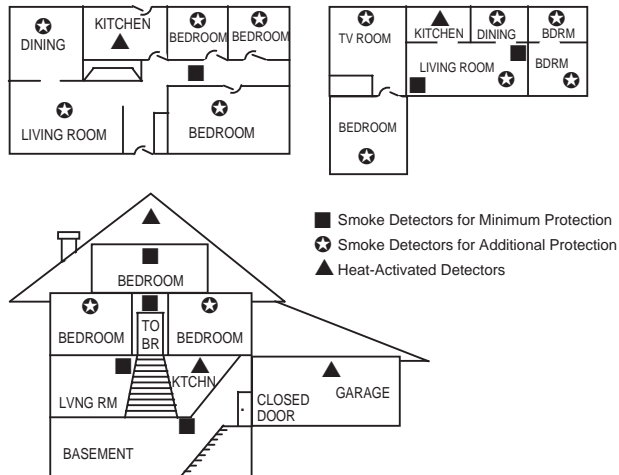 DINING
KITCHEN
BEDROOM
BEDROOM
LIVING ROOM
BEDROOM
TV ROOM
KITCHEN
DINING
BDRM
LIVING ROOM
BDRM
BEDROOM
Smoke Detectors for Minimum Protection
Smoke Detectors for Additional Protection
Heat-Activated Detectors
BEDROOM
BEDROOM
TO
BR
BEDROOM
LVNG RM
KTCHN
CLOSED
DOOR
GARAGE
BASEMENT